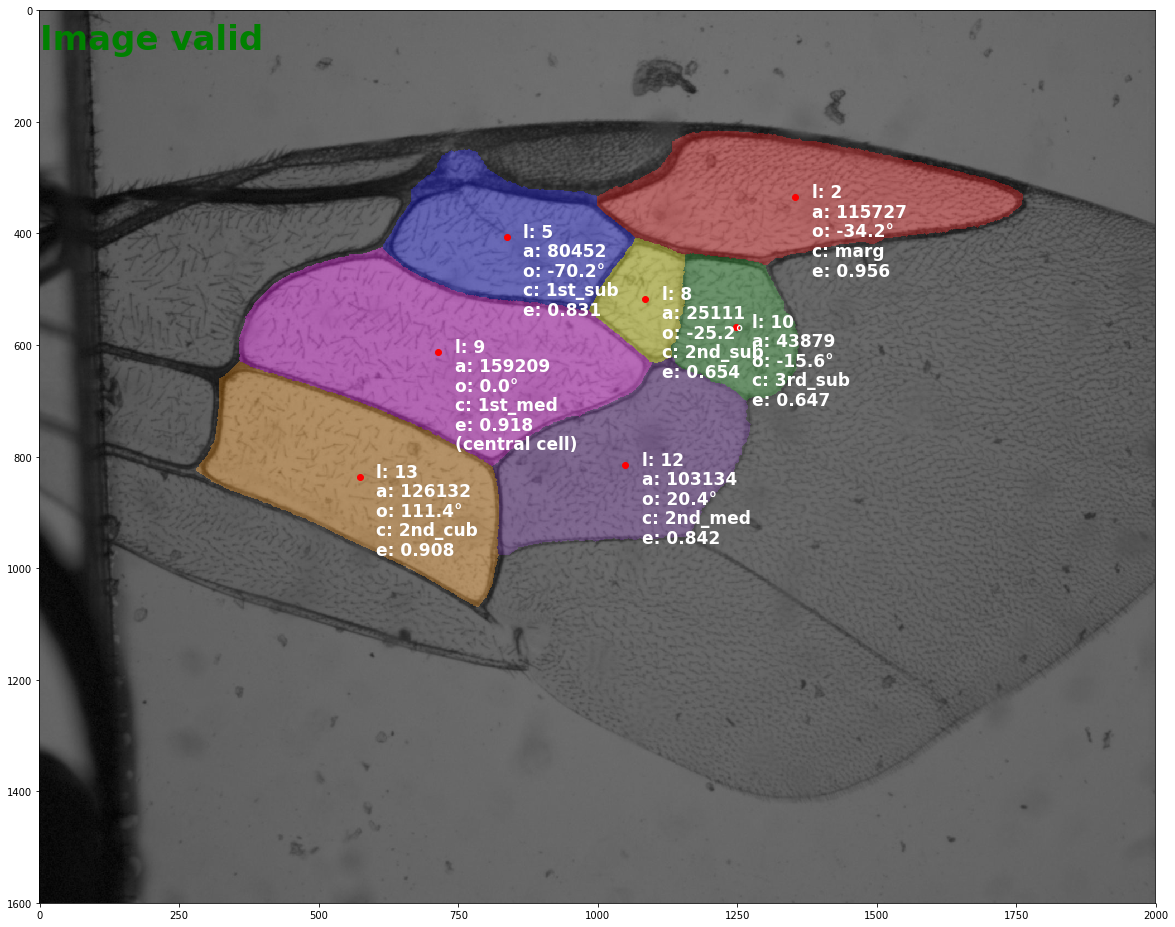 Image valid
l: 2
a: 115727
o: -34.2°
c: marg
e: 0.956
l: 5
a: 80452
o: -70.2°
c: 1st_sub
e: 0.831
l: 8
a: 25111
o: -25.2°
c: 2nd_sub
e: 0.654
l: 10
a: 43879
o: -15.6°
c: 3rd_sub
e: 0.647
l: 9
a: 159209
o: 0.0°
c: 1st_med
e: 0.918
(central cell)
l: 12
a: 103134
o: 20.4°
c: 2nd_med
e: 0.842
l: 13
a: 126132
o: 111.4°
c: 2nd_cub
e: 0.908
0
200
400
600
800
1000
1200
1400
1600
0 250 500 750 1000 1250 1500 1750 2000